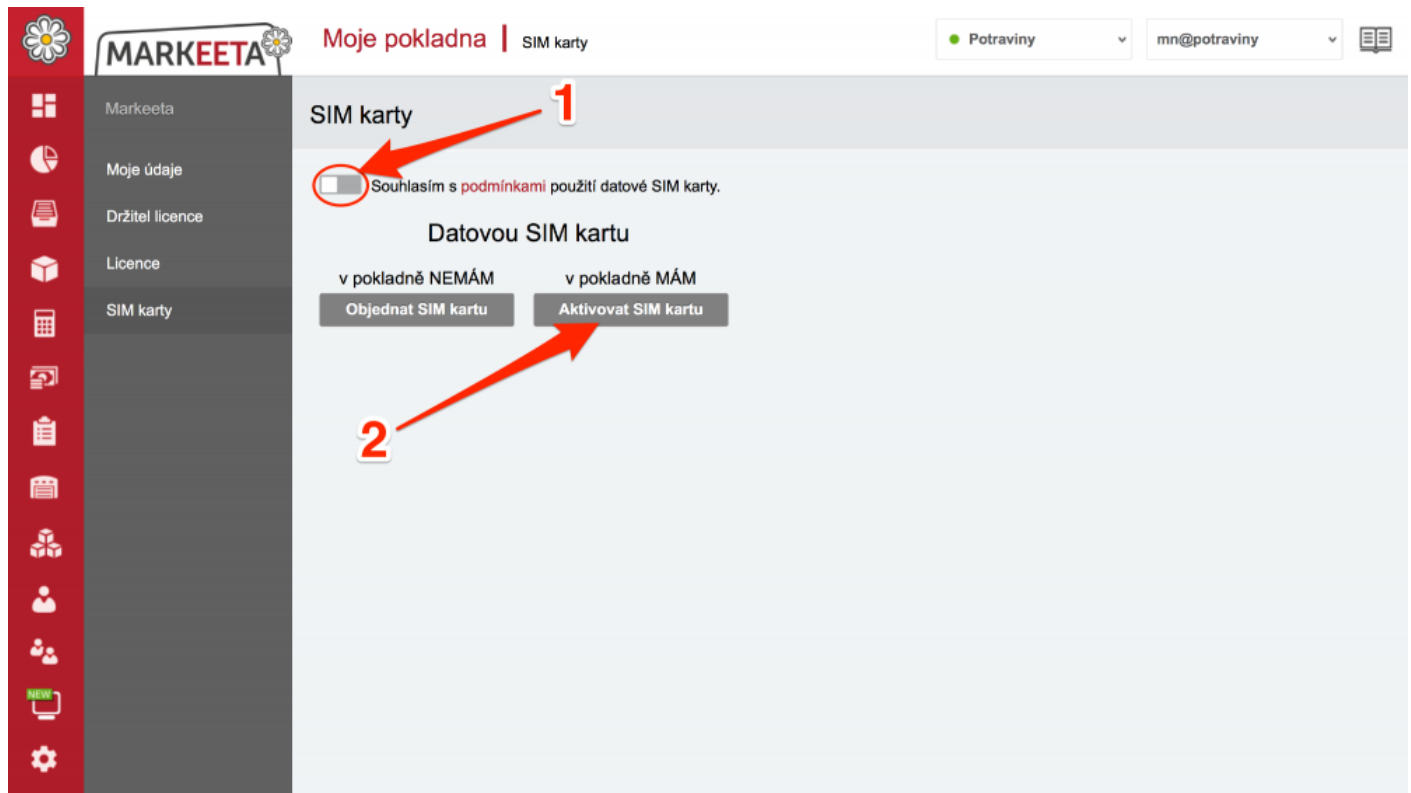 MARKEETA
Moje pokladna | SIM karty
Potraviny
mn@potraviny
Markeeta
Moje údaje
Držitel licence
Licence
SIM karty
NEW
SIM karty
1
Souhlasím s podmínkami použití datové SIM karty.
Datovou SIM kartu
v pokladně NEMÁM
v pokladně MÁM
Objednat SIM kartu
Aktivovat SIM kartu
2